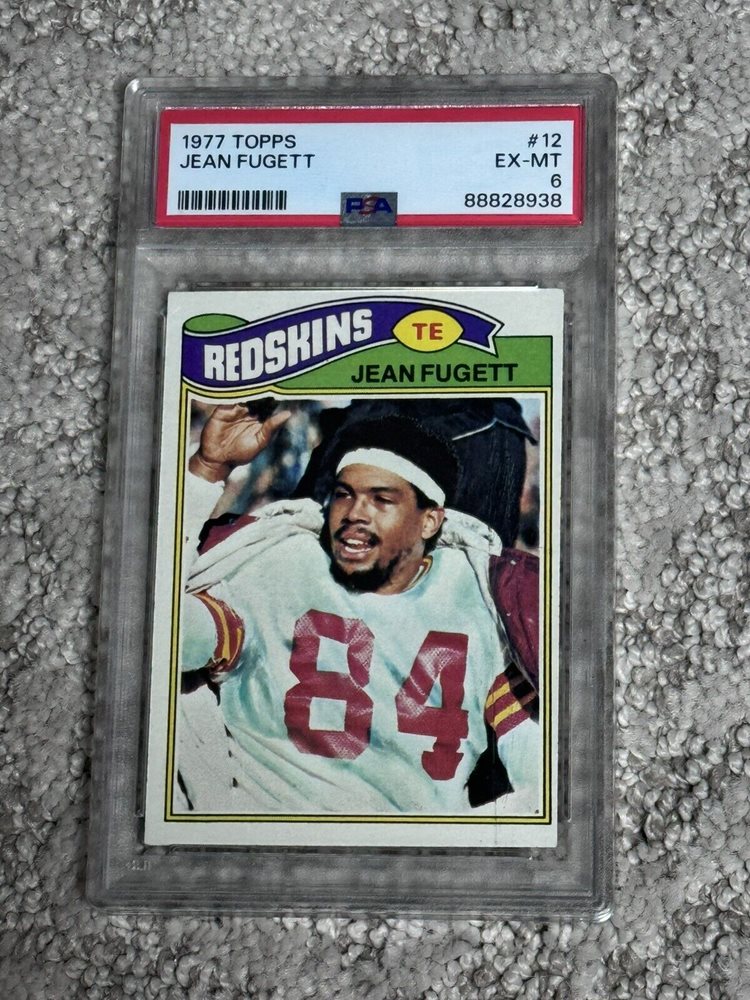 1977 TOPPS #12
JEAN FUGETT EX-MT
6
PSA 88828938
REDSKINS TE
JEAN FUGETT
84